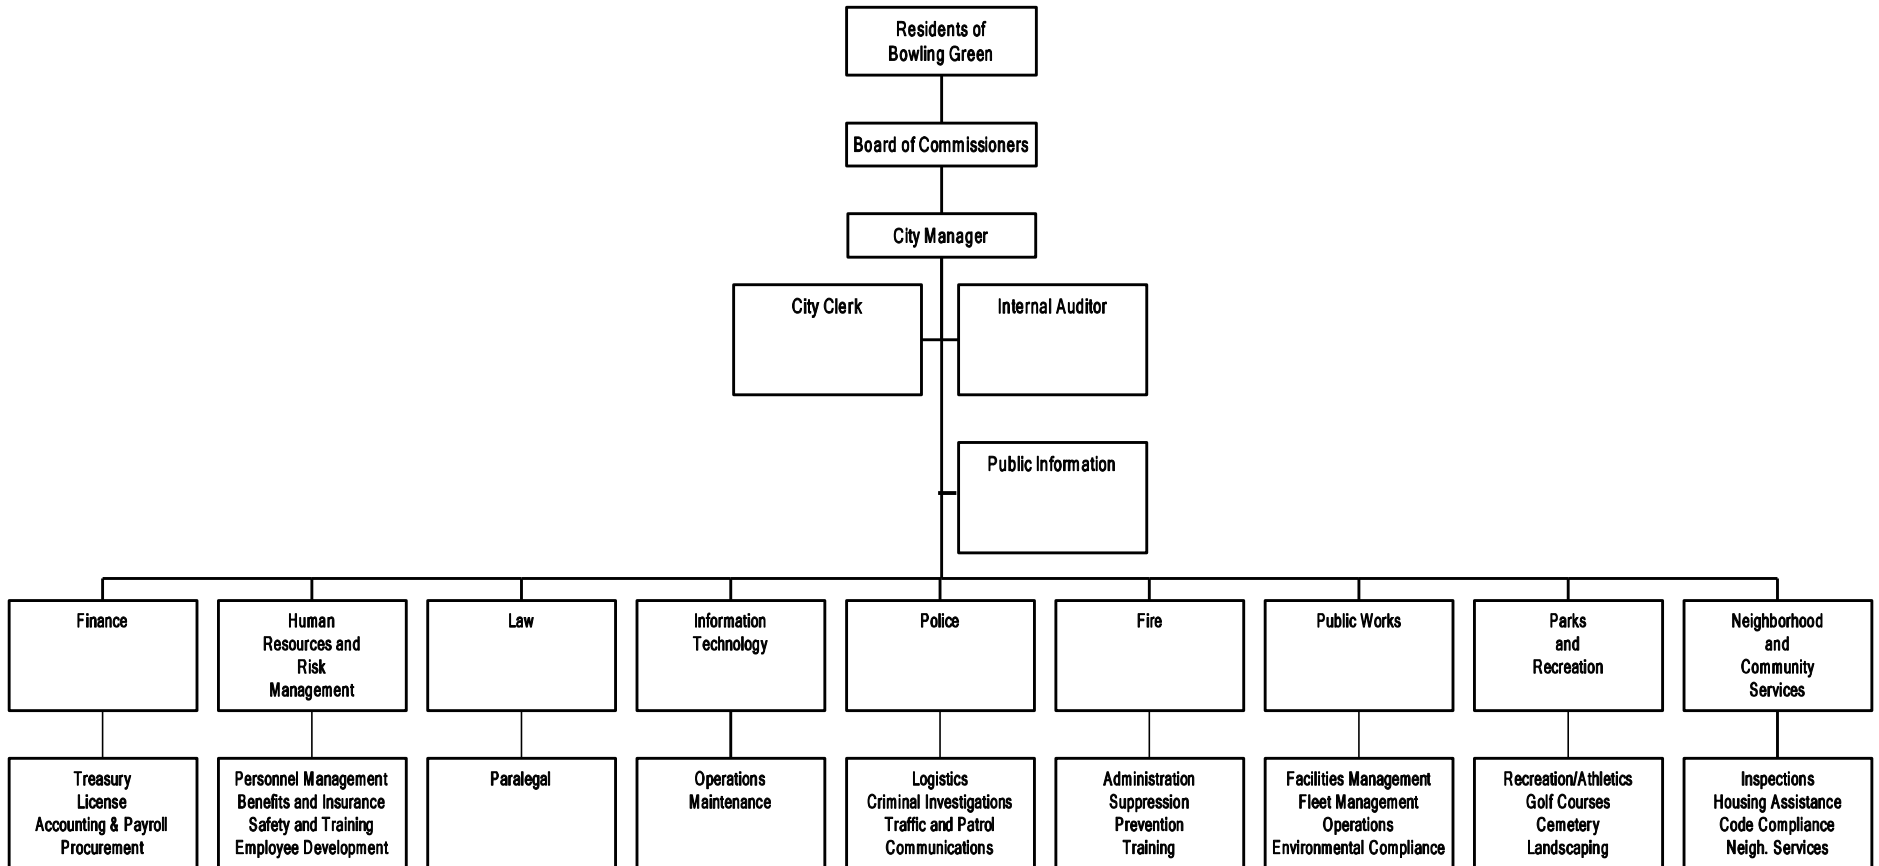 Residents of
Bowling Green
Board of Commissioners
City Manager
City Clerk
Internal Auditor
Public Information
Finance
Human
Resources and
Risk
Management
Law
Information
Technology
Police
Fire
Public Works
Parks
and
Recreation
Neighborhood
and
Community
Services
Treasury
License
Accounting & Payroll
Procurement
Personnel Management
Benefits and Insurance
Safety and Training
Employee Development
Paralegal
Operations
Maintenance
Logistics
Criminal Investigations
Traffic and Patrol
Communications
Administration
Suppression
Prevention
Training
Facilities Management
Fleet Management
Operations
Environmental Compliance
Recreation/Athletics
Golf Courses
Cemetery
Landscaping
Inspections
Housing Assistance
Code Compliance
Neigh. Services